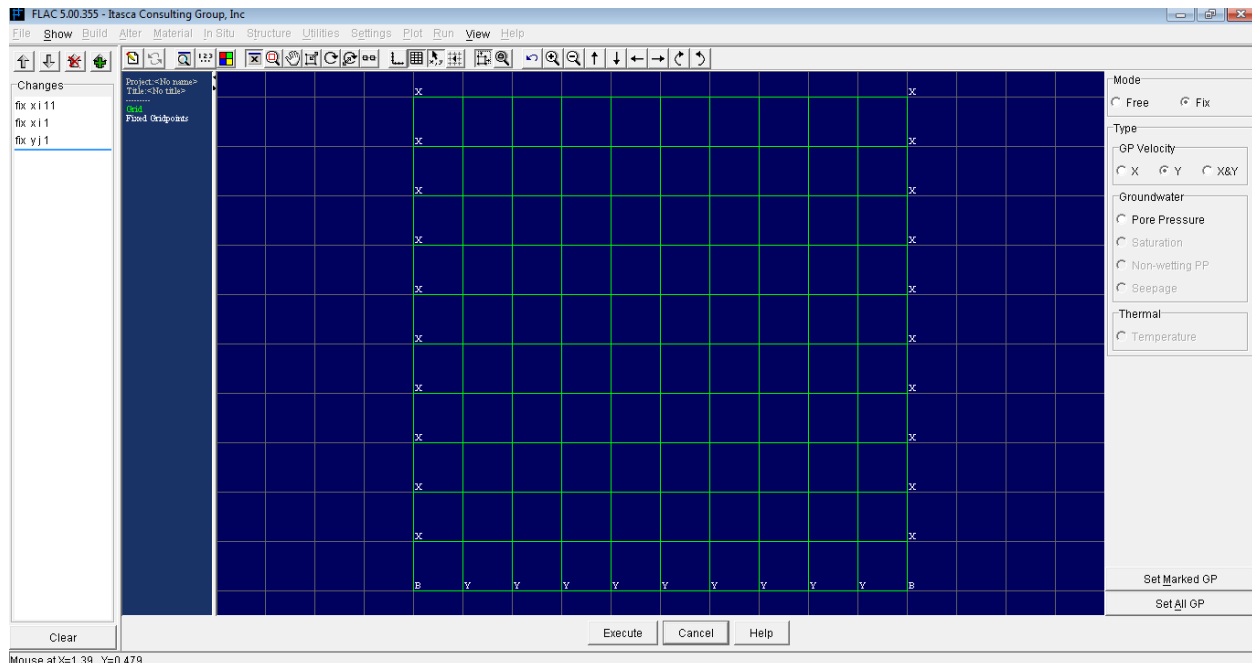 FLAC 5.00.355 - Itasca Consulting Group, Inc
File Show Build Alter Material In Situ Structure Utilities Settings Plot Run View Help
1 2 3
Changes
fix x i 11
fix x i 1
fix y j 1
Clear
Project:<No name>
Title:<No title>
---------
Grid
Fixed Gridpoints
X X
X X
X X
X X
X X
X X
X X
X X
X X
X X
B Y Y Y Y Y Y Y Y Y B
Mode
Free Fix
Type
GP Velocity
X Y X&Y
Groundwater
Pore Pressure
Saturation
Non-wetting PP
Seepage
Thermal
Temperature
Set Marked GP
Set All GP
Execute Cancel Help
Mouse at X=1.39, Y=0.479